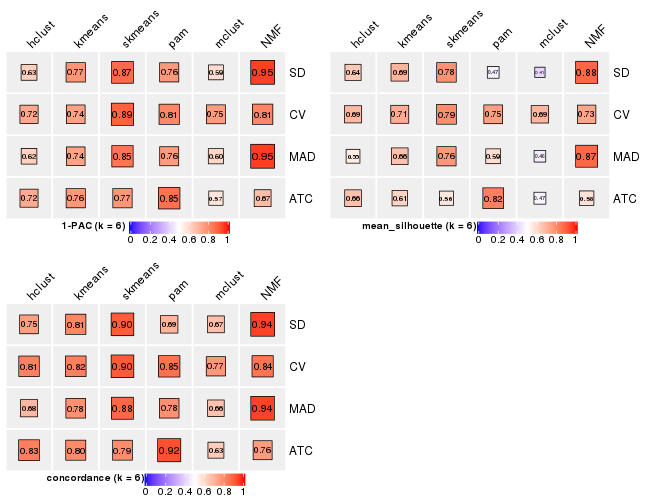 hclust kmeans skmeans pam mclust NMF
0.63 0.77 0.87 0.76 0.59 0.95 SD
0.72 0.74 0.89 0.81 0.75 0.81 CV
0.62 0.74 0.85 0.76 0.60 0.95 MAD
0.72 0.76 0.77 0.85 0.57 0.67 ATC
1-PAC (k = 6)
0 0.2 0.4 0.6 0.8 1
hclust kmeans skmeans pam mclust NMF
0.64 0.69 0.78 0.47 0.41 0.88 SD
0.69 0.71 0.79 0.75 0.69 0.73 CV
0.55 0.66 0.76 0.59 0.46 0.87 MAD
0.66 0.61 0.56 0.82 0.47 0.58 ATC
mean_silhouette (k = 6)
0 0.2 0.4 0.6 0.8 1
hclust kmeans skmeans pam mclust NMF
0.75 0.81 0.90 0.69 0.67 0.94 SD
0.81 0.82 0.90 0.85 0.77 0.84 CV
0.68 0.78 0.88 0.78 0.66 0.94 MAD
0.83 0.80 0.79 0.92 0.63 0.76 ATC
concordance (k = 6)
0 0.2 0.4 0.6 0.8 1